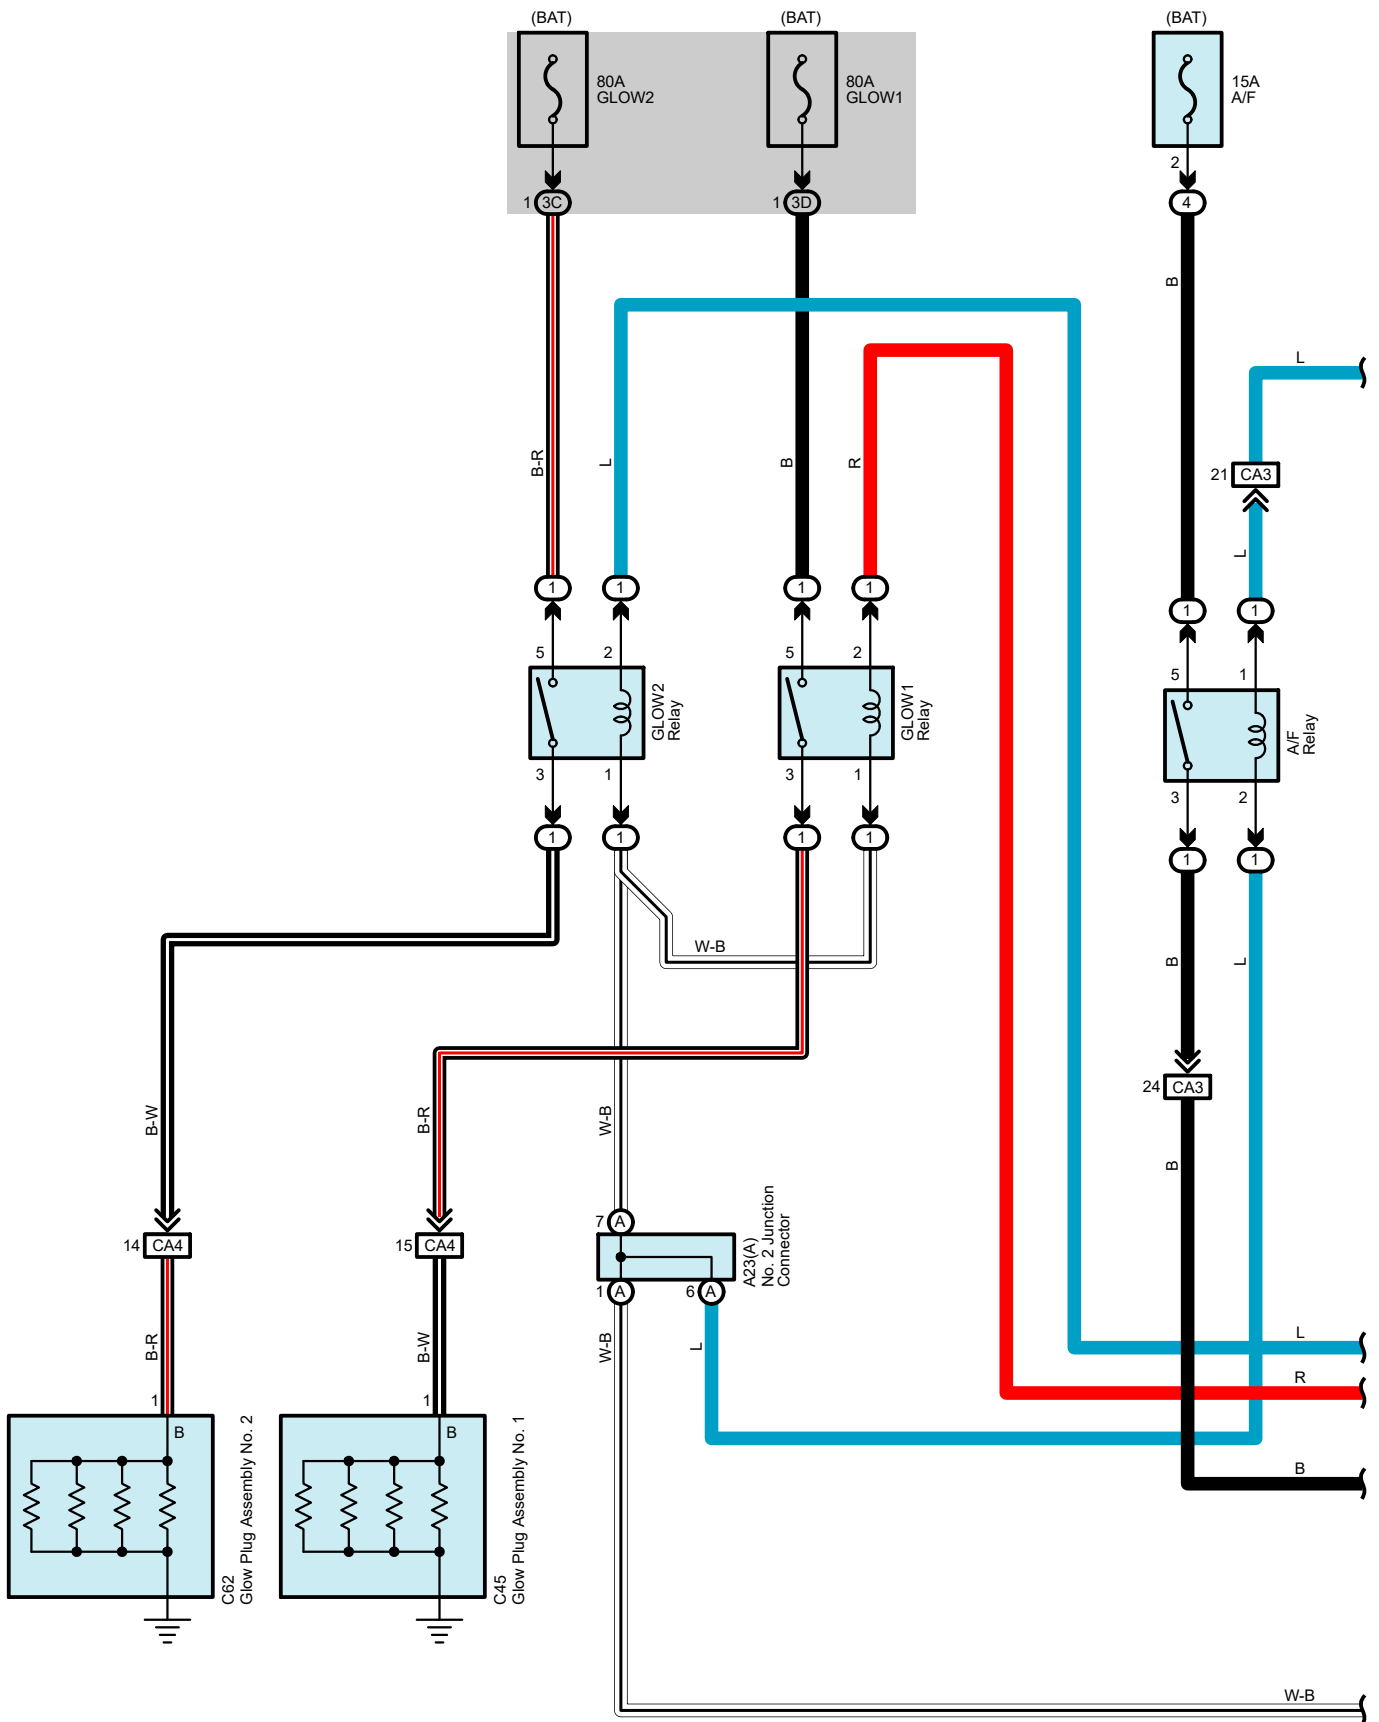 (BAT)
(BAT)
(BAT)
80A
GLOW2
80A
GLOW1
15A
A/F
2
1 3C
1 3D
4
B
L
B-R
L
B
R
21 CA3
L
1
1
1
1
1
1
5
2
5
2
5
1
GLOW2
Relay
GLOW1
Relay
A/F
Relay
3
1
3
1
3
2
1
1
1
1
1
1
W-B
B
L
24 CA3
B-W
B-R
W-B
B
7 A
A23(A)
No. 2 Junction
Connector
14 CA4
15 CA4
1 A
6 A
B-R
B-W
W-B
L
L
R
1
1
B
B
B
C62
Glow Plug Assembly No. 2
C45
Glow Plug Assembly No. 1
W-B